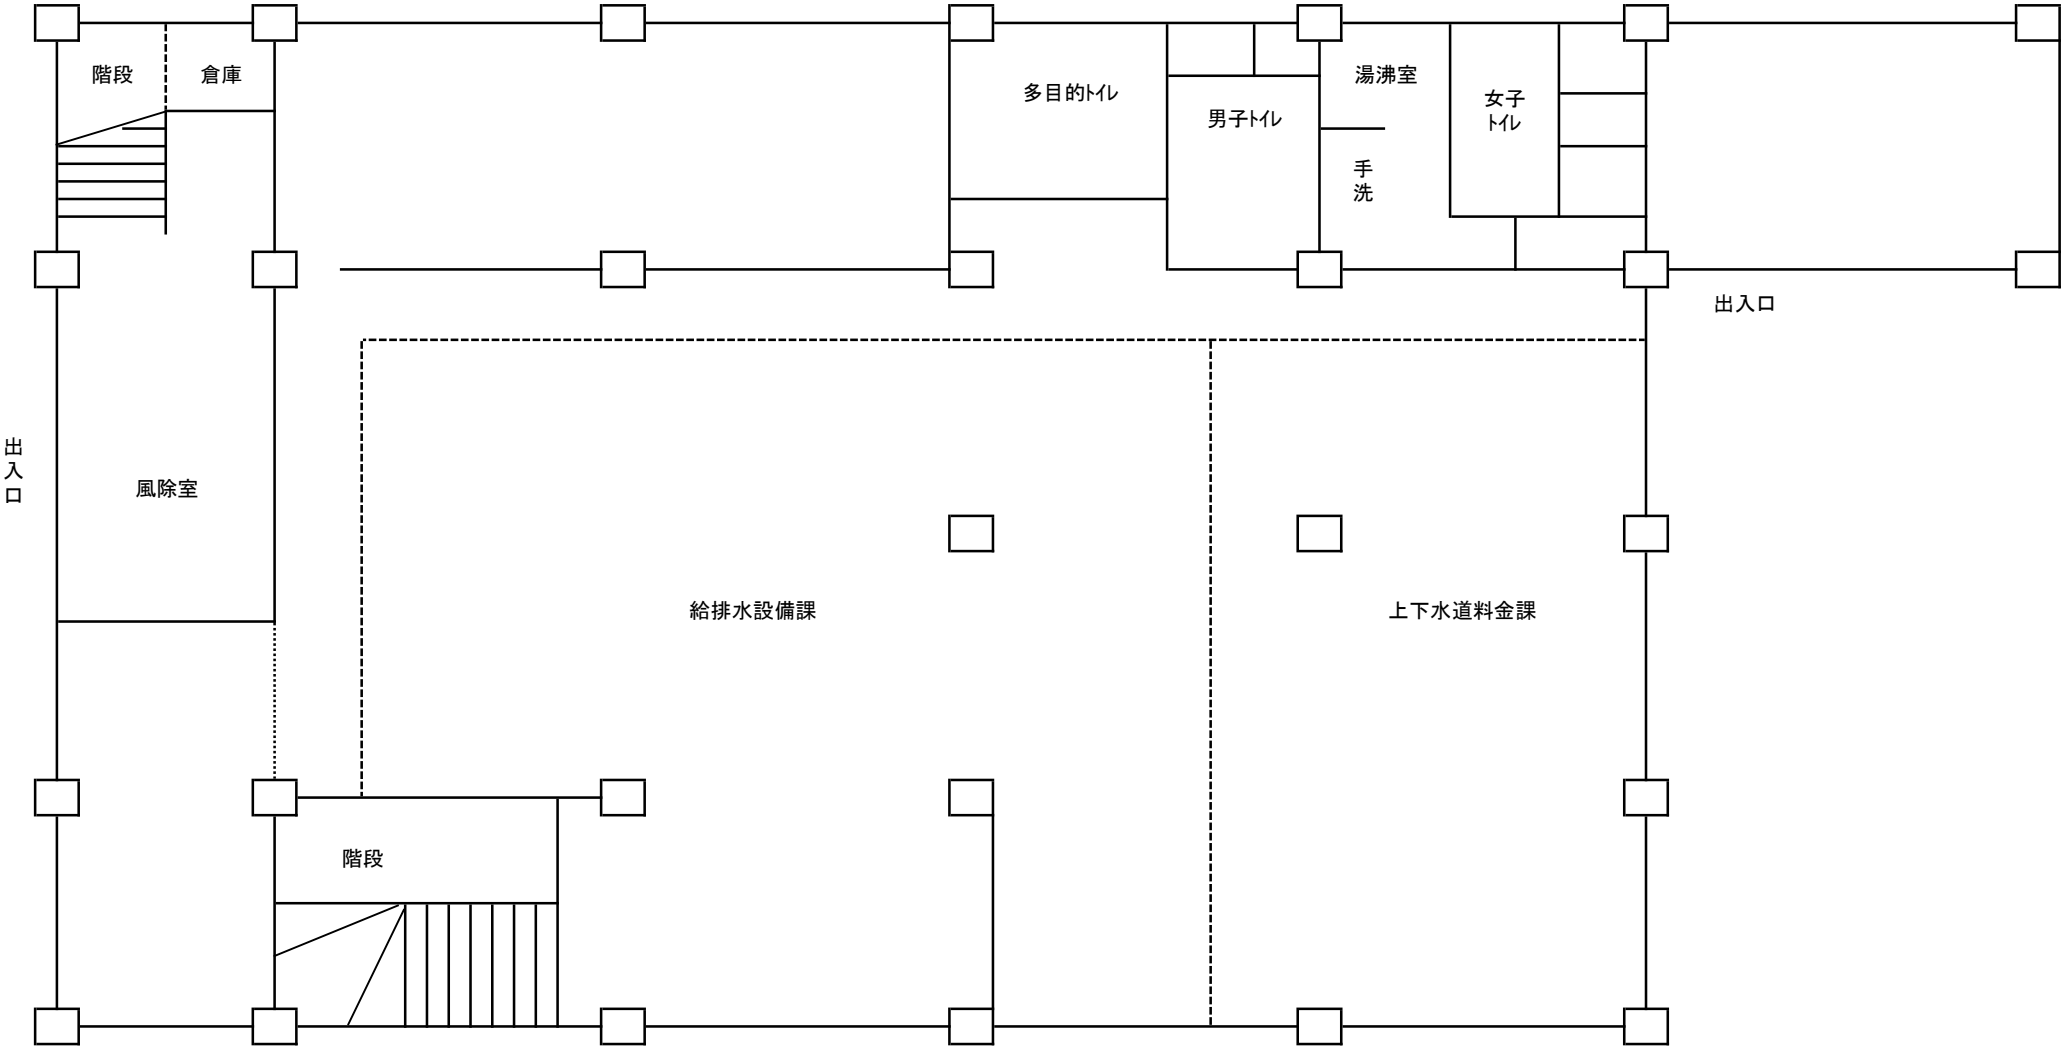 階段
倉庫
多目的ﾄｲﾚ
男子ﾄｲﾚ
湯沸室
女子
ﾄｲﾚ
手
洗
出入口
出
入
口
風除室
給排水設備課
上下水道料金課
階段